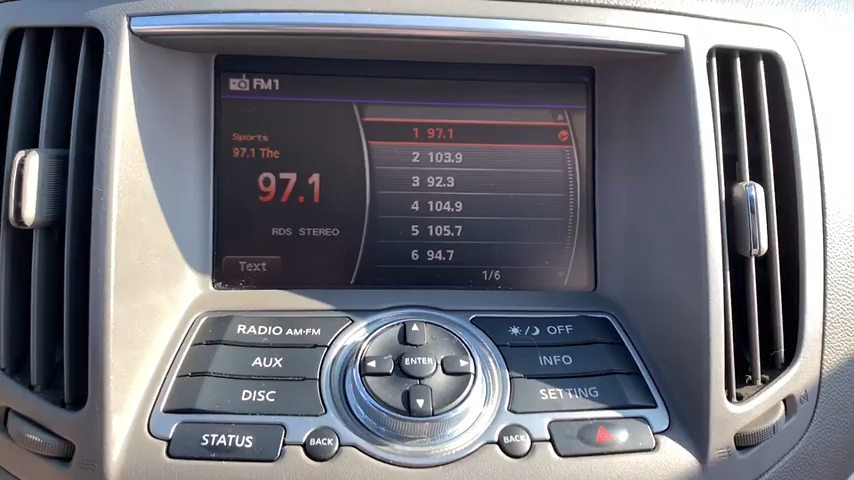 FM1
Sports
97.1 The
97.1
RDS STEREO
Text
1 97.1
2 103.9
3 92.3
4 104.9
5 105.7
6 94.7
1/6
RADIO AM·FM
AUX
DISC
STATUS
BACK
ENTER
BACK
OFF
INFO
SETTING